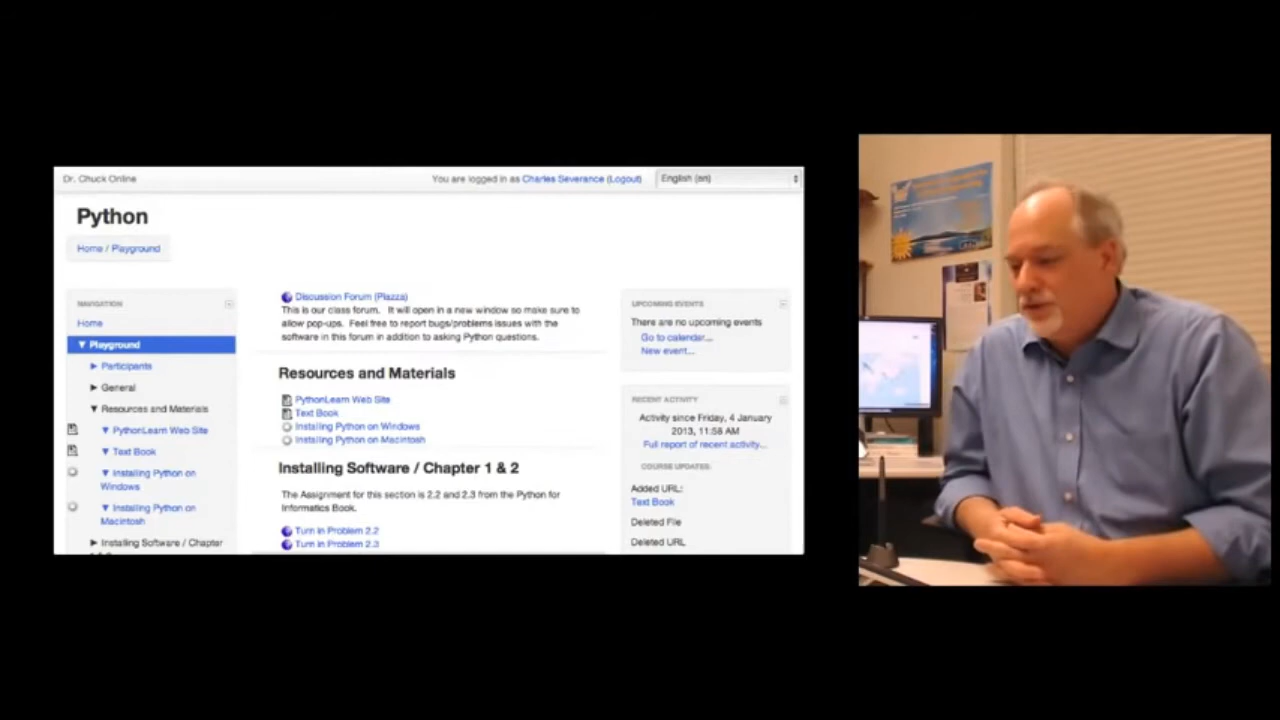 Dr. Chuck Online
You are logged in as Charles Severance (Logout)
English (en)
Python
Home / Playground
NAVIGATION
Home
Playground
Participants
General
Resources and Materials
PythonLearn Web Site
Text Book
Installing Python on
Windows
Installing Python on
Macintosh
Installing Software / Chapter
Discussion Forum (Piazza)
This is our class forum. It will open in a new window so make sure to
allow pop-ups. Feel free to report bugs/problems issues with the
software in this forum in addition to asking Python questions.
Resources and Materials
PythonLearn Web Site
Text Book
Installing Python on Windows
Installing Python on Macintosh
Installing Software / Chapter 1 & 2
The Assignment for this section is 2.2 and 2.3 from the Python for
Informatics Book.
Turn in Problem 2.2
Turn in Problem 2.3
UPCOMING EVENTS
There are no upcoming events
Go to calendar...
New event...
RECENT ACTIVITY
Activity since Friday, 4 January
2013, 11:58 AM
Full report of recent activity...
COURSE UPDATES:
Added URL:
Text Book
Deleted File
Deleted URL